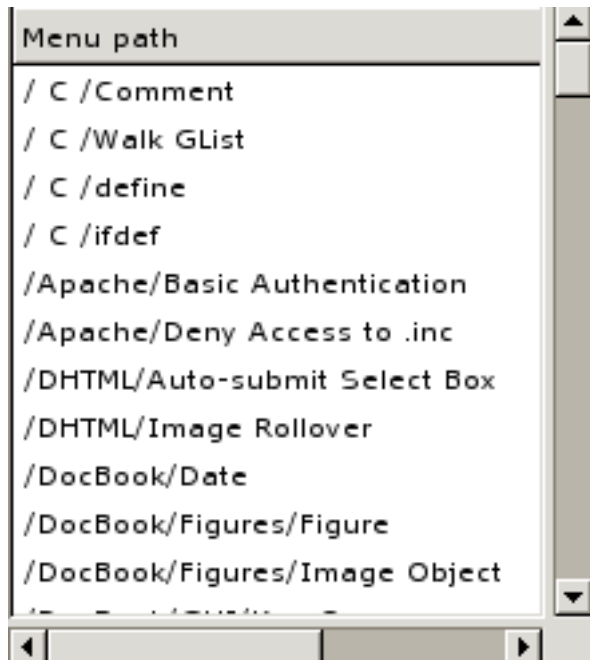 Menu path
/ C /Comment
/ C /Walk GList
/ C /define
/ C /ifdef
/Apache/Basic Authentication
/Apache/Deny Access to .inc
/DHTML/Auto-submit Select Box
/DHTML/Image Rollover
/DocBook/Date
/DocBook/Figures/Figure
/DocBook/Figures/Image Object